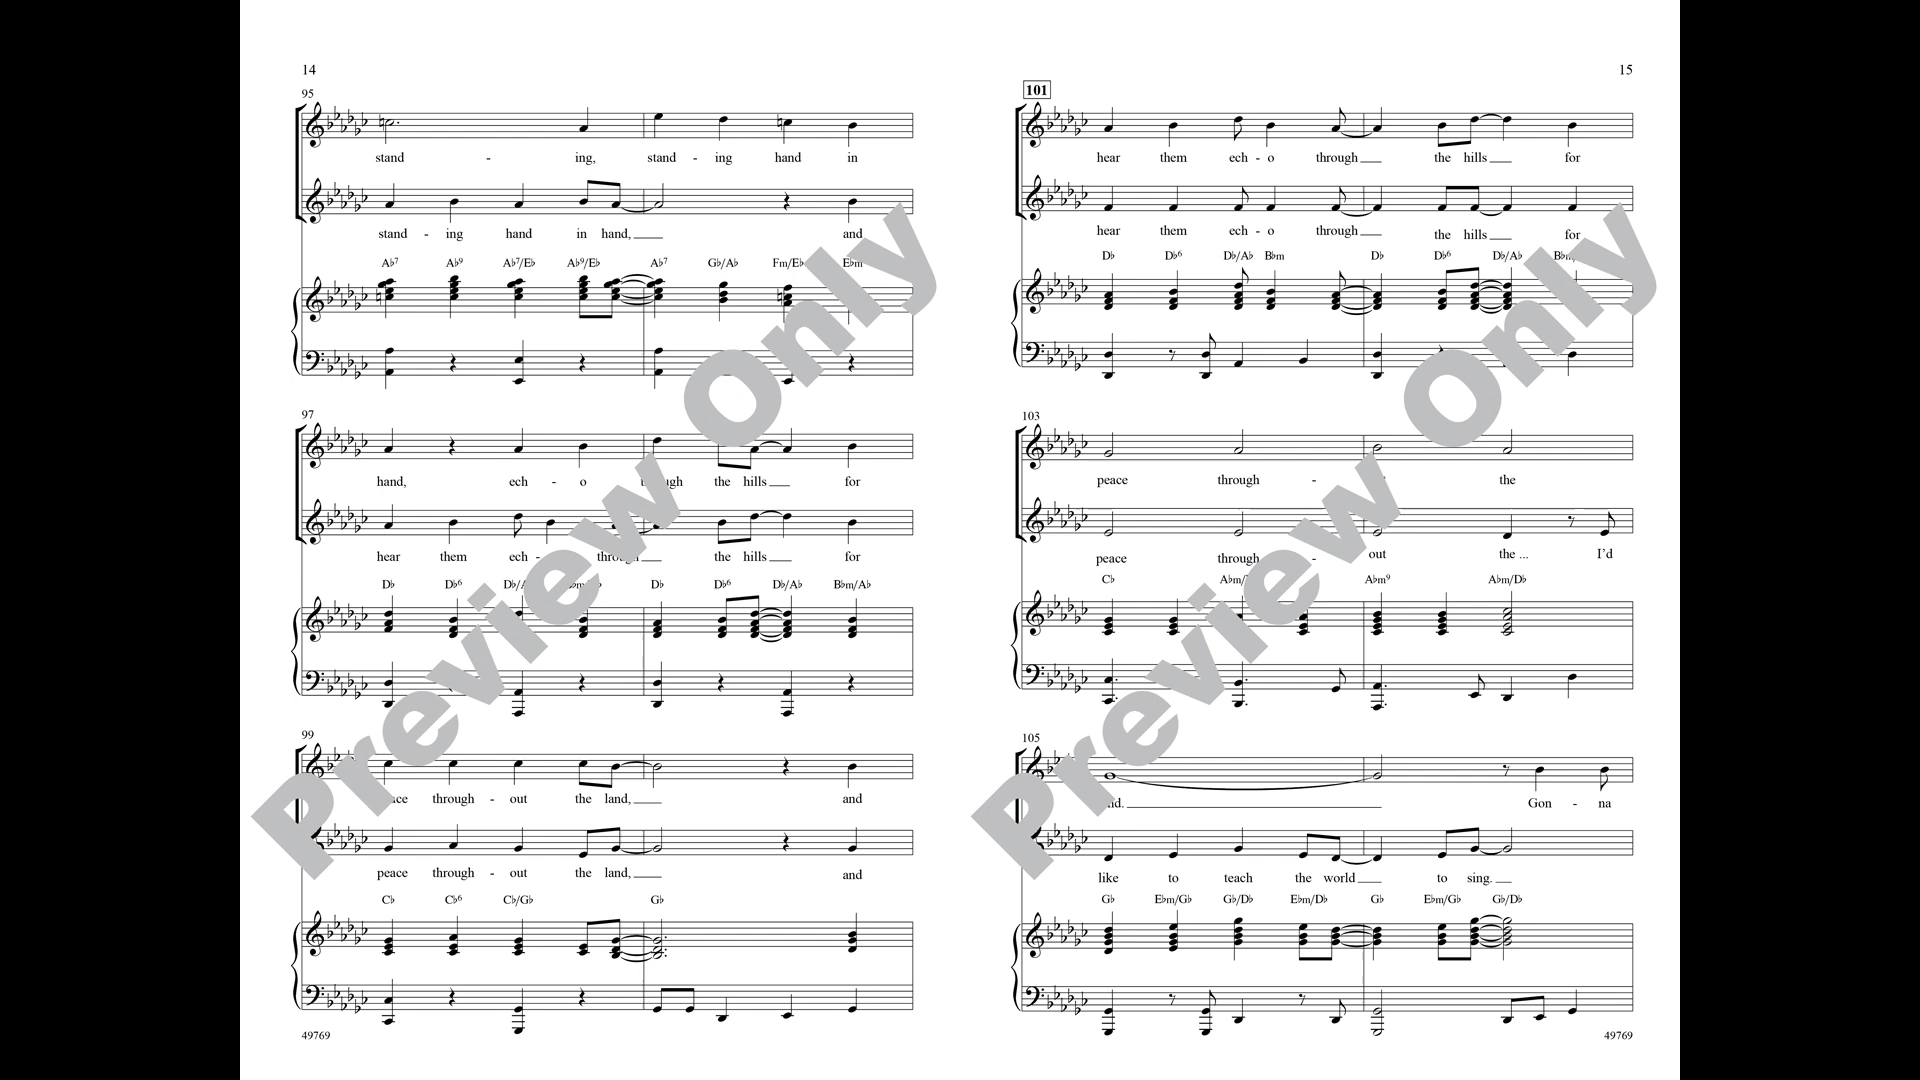 14
95
stand - ing, stand - ing hand in
stand - ing hand in hand, and
A♭7 A♭9 A♭7/E♭ A♭9/E♭ A♭7 G♭/A♭ Fm/E♭ E♭m
97
hand, ech - o through the hills for
hear them ech - through the hills for
D♭ D♭6 D♭/A♭ D♭ D♭6 D♭/A♭ B♭m/A♭
99
through - out the land, and
peace through - out the land, and
C♭ C♭6 C♭/G♭ G♭
49769
15
101
hear them ech - o through the hills for
hear them ech - o through the hills for
D♭ D♭6 D♭/A♭ B♭m D♭ D♭6 D♭/A♭
103
peace through - the
peace through - out the ... I'd
C♭ A♭m9 A♭m/D♭
105
Gon - na
like to teach the world to sing.
G♭ E♭m/G♭ G♭/D♭ E♭m/D♭ G♭ E♭m/G♭ G♭/D♭
49769
Preview Only
Preview Only